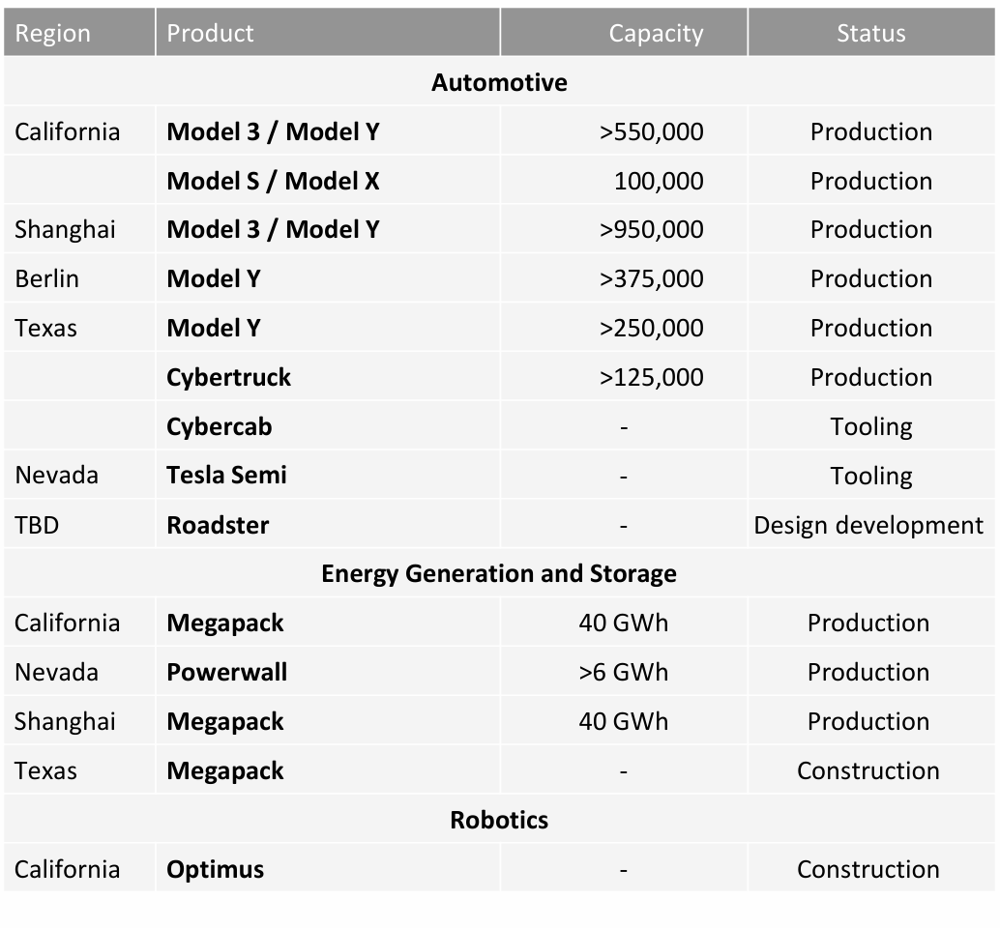 Region Product Capacity Status
Automotive
California Model 3 / Model Y >550,000 Production
Model S / Model X 100,000 Production
Shanghai Model 3 / Model Y >950,000 Production
Berlin Model Y >375,000 Production
Texas Model Y >250,000 Production
Cybertruck >125,000 Production
Cybercab - Tooling
Nevada Tesla Semi - Tooling
TBD Roadster - Design development
Energy Generation and Storage
California Megapack 40 GWh Production
Nevada Powerwall >6 GWh Production
Shanghai Megapack 40 GWh Production
Texas Megapack - Construction
Robotics
California Optimus - Construction